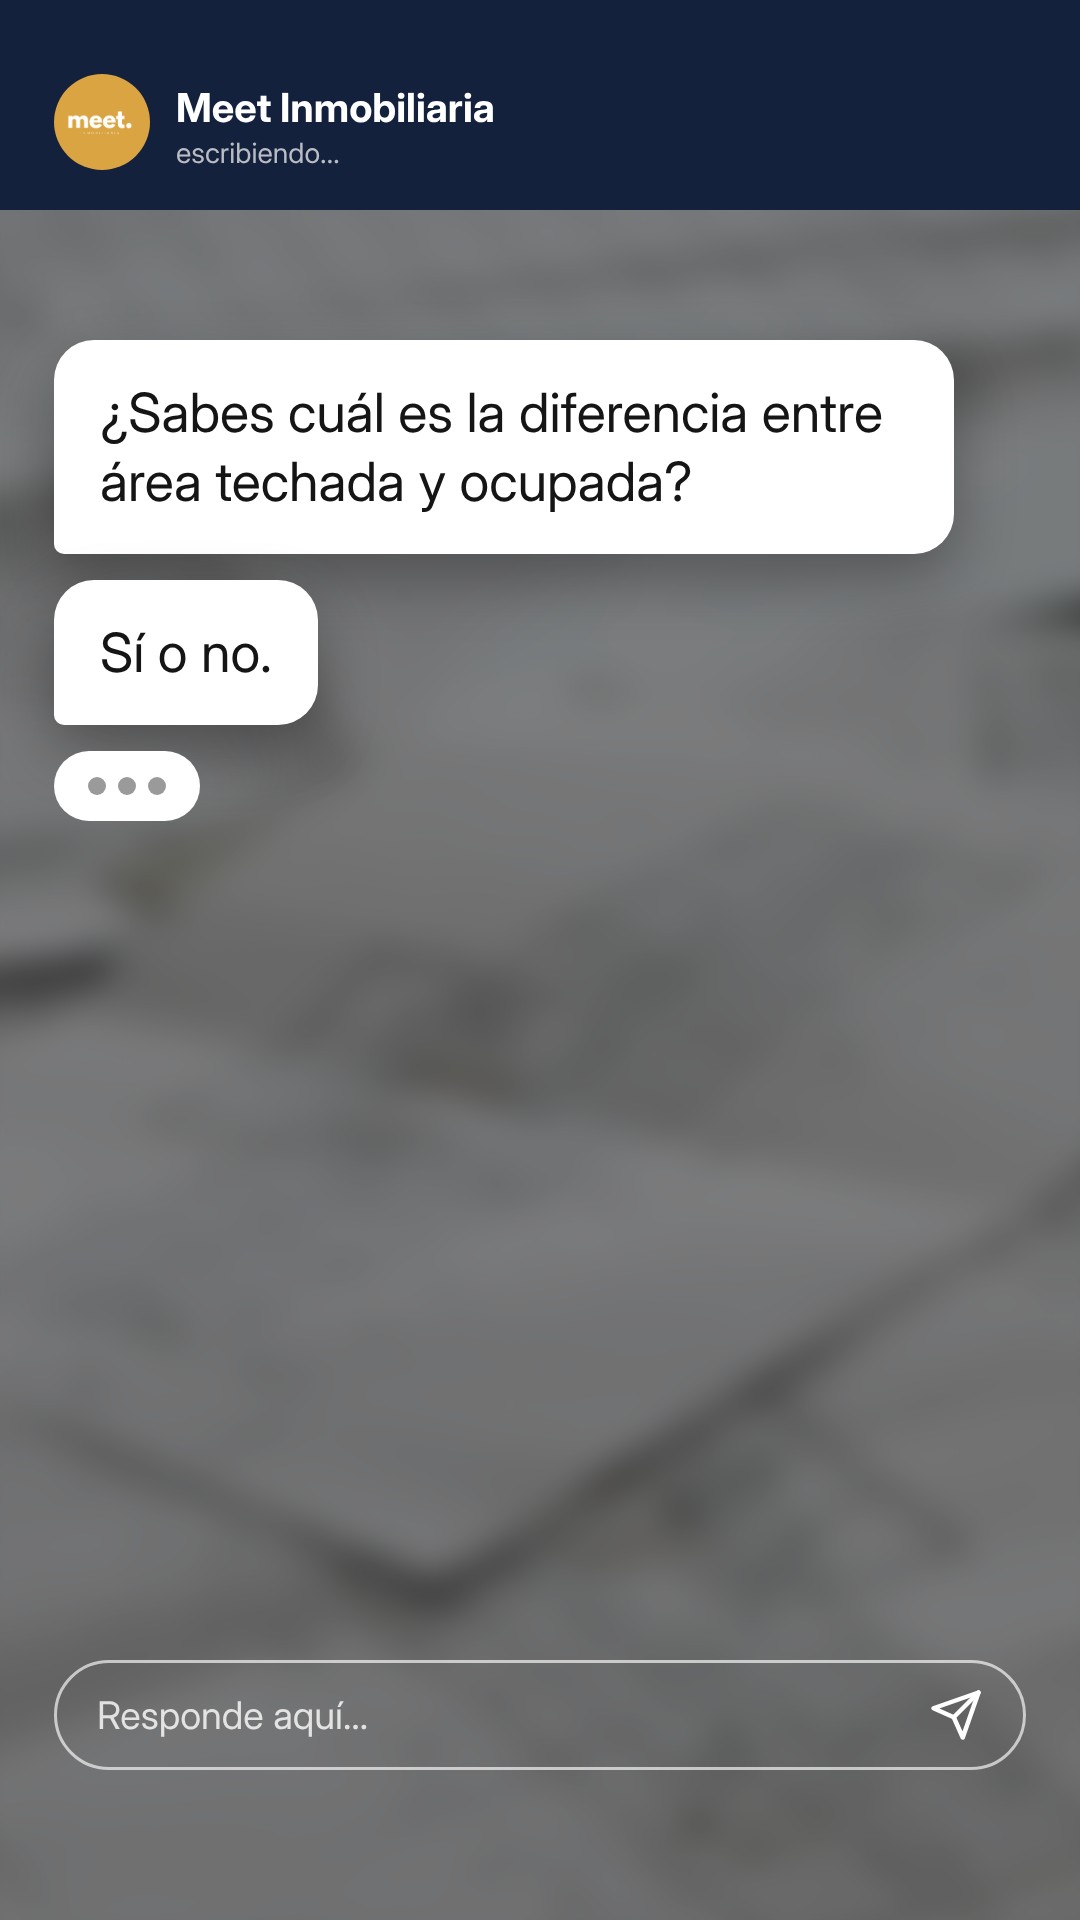 meet.
Meet Inmobiliaria
escribiendo...
¿Sabes cuál es la diferencia entre
área techada y ocupada?
Sí o no.
Responde aquí...